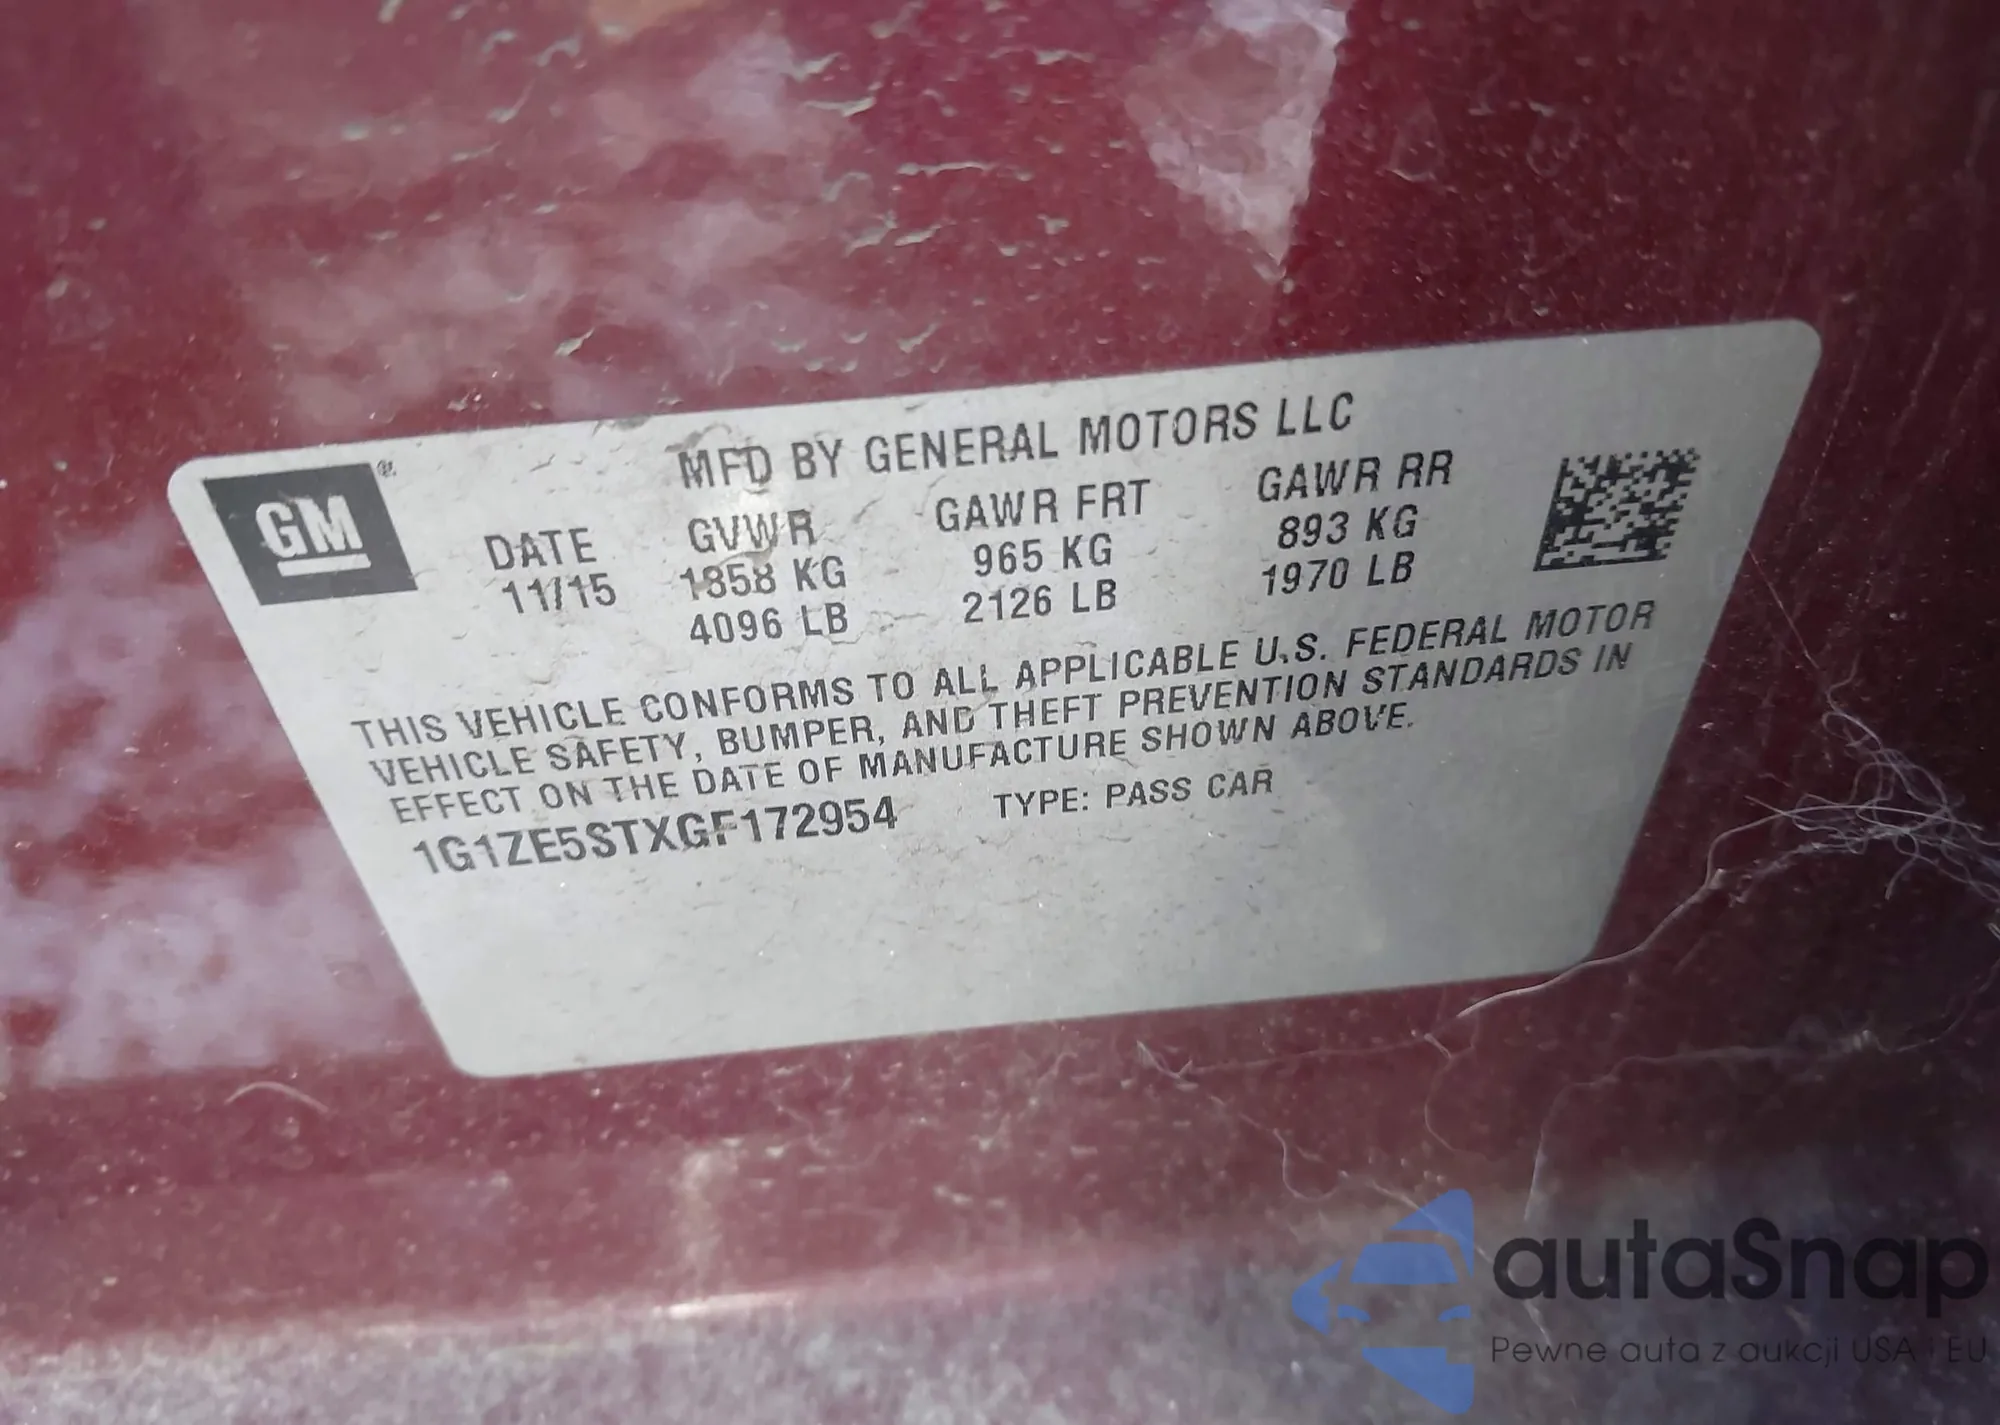 MFD BY GENERAL MOTORS LLC
GM ®
DATE GVWR GAWR FRT GAWR RR
11/15 1858 KG 965 KG 893 KG
4096 LB 2126 LB 1970 LB
THIS VEHICLE CONFORMS TO ALL APPLICABLE U.S. FEDERAL MOTOR
VEHICLE SAFETY, BUMPER, AND THEFT PREVENTION STANDARDS IN
EFFECT ON THE DATE OF MANUFACTURE SHOWN ABOVE.
1G1ZE5STXGF172954 TYPE: PASS CAR
autaSnap
Pewne auta z aukcji USA i EU